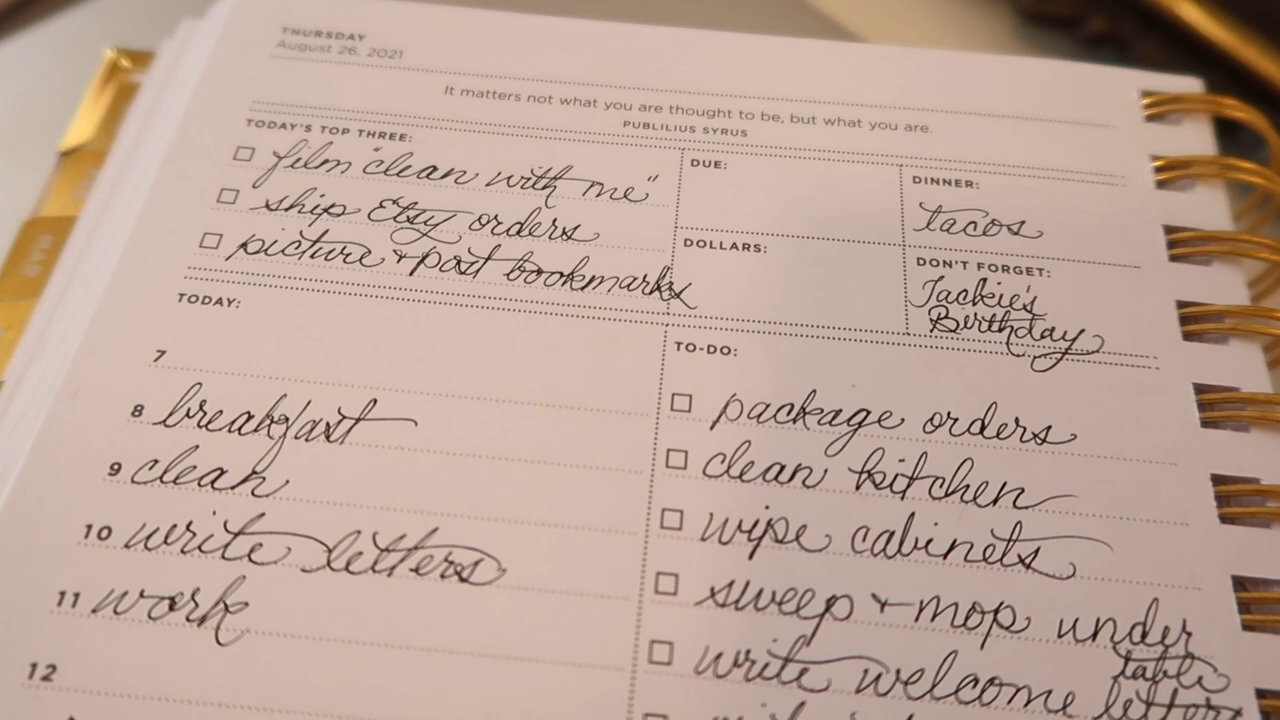 THURSDAY
August 26, 2021
It matters not what you are thought to be, but what you are.
PUBLILIUS SYRUS
TODAY'S TOP THREE:
film "clean with me"
ship Etsy orders
picture + post bookmarks
DUE:
DOLLARS:
DINNER:
tacos
DON'T FORGET:
Jackie's
Birthday
TODAY:
7
8 breakfast
9 clean
10 write letters
11 work
12
TO-DO:
package orders
clean kitchen
wipe cabinets
sweep + mop under
table
write welcome letters
MAR